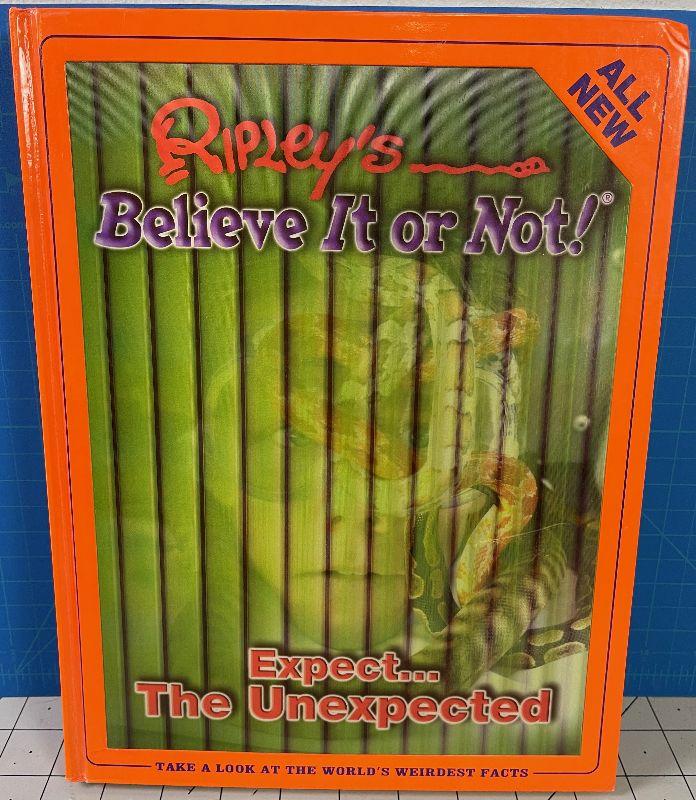 ALL
NEW
Ripley's
Believe It or Not!®
Expect...
The Unexpected
TAKE A LOOK AT THE WORLD'S WEIRDEST FACTS